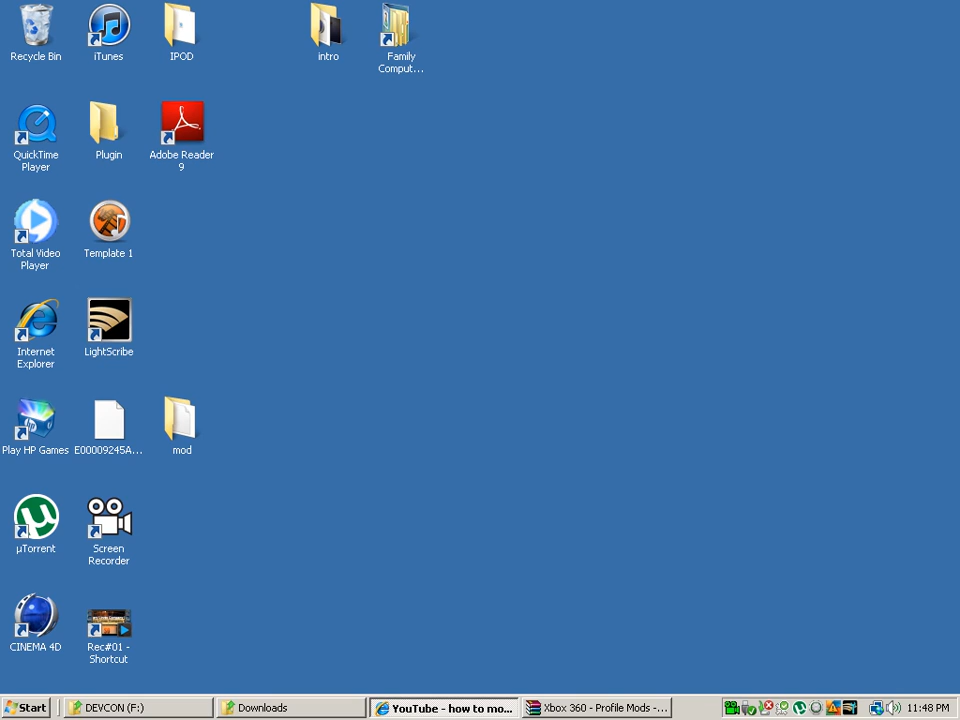 Recycle Bin
iTunes
IPOD
intro
Family
Comput...
QuickTime
Player
Plugin
Adobe Reader
9
Total Video
Player
Template 1
Internet
Explorer
LightScribe
Play HP Games
E00009245A...
mod
µTorrent
Screen
Recorder
CINEMA 4D
Rec#01 -
Shortcut
Start
DEVCON (F:)
Downloads
YouTube - how to mo...
Xbox 360 - Profile Mods -...
11:48 PM